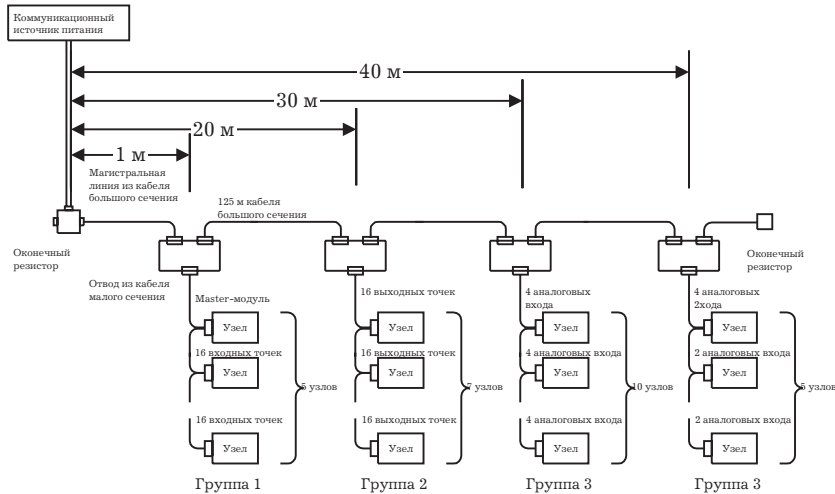 Коммуникационный
источник питания
40 м
30 м
20 м
1 м
Магистральная
линия из кабеля
большого сечения
125 м кабеля
большого сечения
Оконечный
резистор
Оконечный
резистор
Отвод из кабеля
малого сечения
Master-модуль
16 выходных точек
4 аналоговых
входа
4 аналоговых
2хода
Узел
Узел
Узел
Узел
16 входных точек
16 выходных точек
4 аналоговых входа
2 аналоговых входа
Узел
Узел
Узел
Узел
5 узлов
7 узлов
10 узлов
5 узлов
16 входных точек
16 выходных точек
4 аналоговых входа
2 аналоговых входа
Узел
Узел
Узел
Узел
Группа 1
Группа 2
Группа 3
Группа 3